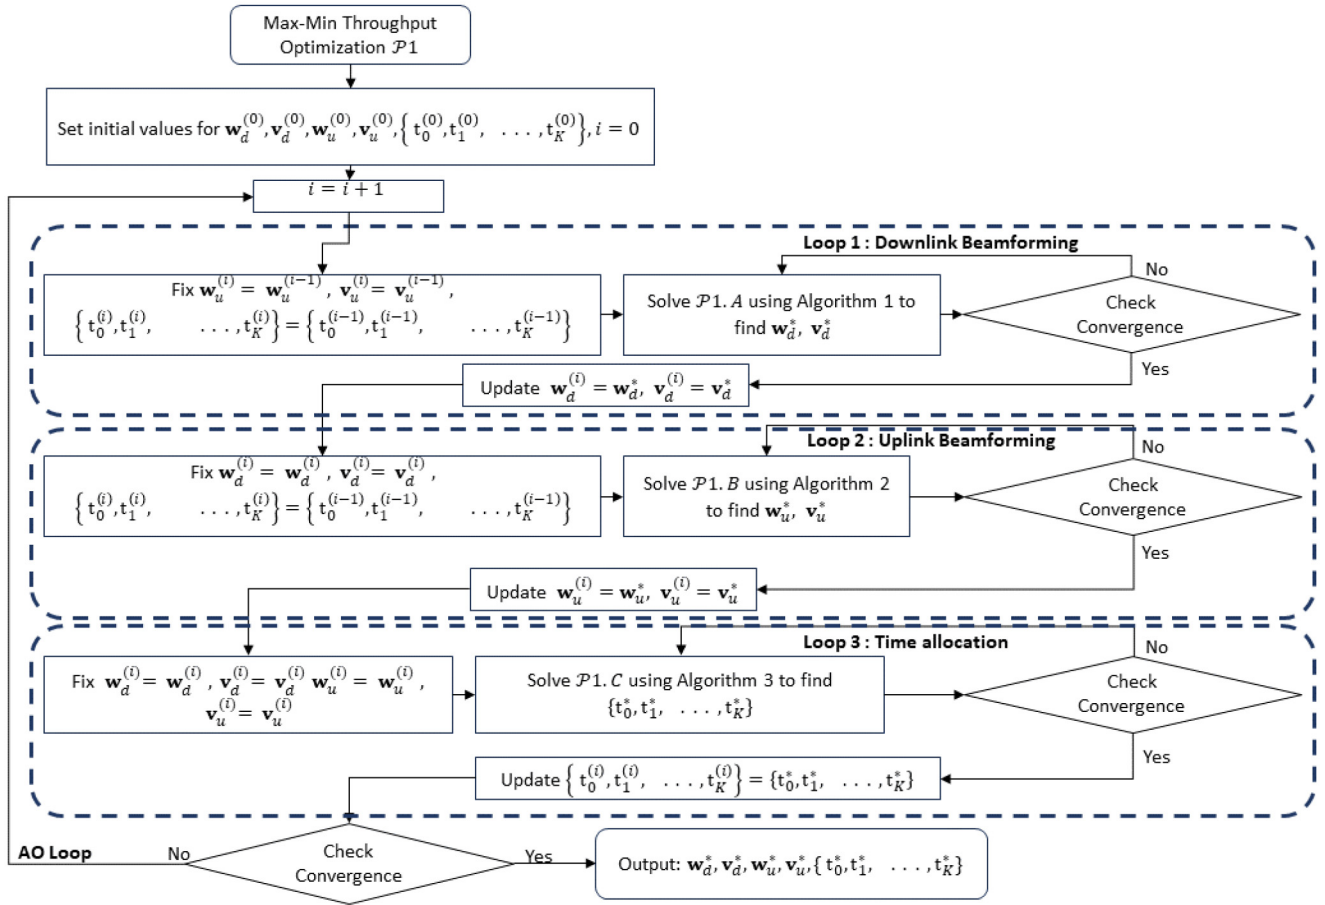 Max-Min Throughput
Optimization 𝒫1
Set initial values for 𝐰_d^(0), 𝐯_d^(0), 𝐰_u^(0), 𝐯_u^(0), { t_0^(0), t_1^(0), . . . , t_K^(0)}, i = 0
i = i + 1
Loop 1 : Downlink Beamforming
No
Fix 𝐰_u^(i) = 𝐰_u^(i−1) , 𝐯_u^(i) = 𝐯_u^(i−1) ,
{ t_0^(i), t_1^(i), . . . , t_K^(i)} = { t_0^(i−1), t_1^(i−1), . . . , t_K^(i−1)}
Solve 𝒫1. A using Algorithm 1 to
find 𝐰_d^*, 𝐯_d^*
Check
Convergence
Yes
Update 𝐰_d^(i) = 𝐰_d^*, 𝐯_d^(i) = 𝐯_d^*
Loop 2 : Uplink Beamforming
No
Fix 𝐰_d^(i) = 𝐰_d^(i) , 𝐯_d^(i) = 𝐯_d^(i),
{ t_0^(i), t_1^(i), . . . , t_K^(i)} = { t_0^(i−1), t_1^(i−1), . . . , t_K^(i−1)}
Solve 𝒫1. B using Algorithm 2
to find 𝐰_u^*, 𝐯_u^*
Check
Convergence
Yes
Update 𝐰_u^(i) = 𝐰_u^*, 𝐯_u^(i) = 𝐯_u^*
Loop 3 : Time allocation
No
Fix 𝐰_d^(i) = 𝐰_d^(i) , 𝐯_d^(i) = 𝐯_d^(i) 𝐰_u^(i) = 𝐰_u^(i) ,
𝐯_u^(i) = 𝐯_u^(i)
Solve 𝒫1. C using Algorithm 3 to find
{t_0^*, t_1^*, . . . , t_K^*}
Check
Convergence
Yes
Update { t_0^(i), t_1^(i), . . . , t_K^(i)} = {t_0^*, t_1^*, . . . , t_K^*}
AO Loop
No
Check
Convergence
Yes
Output: 𝐰_d^*, 𝐯_d^*, 𝐰_u^*, 𝐯_u^*, { t_0^*, t_1^*, . . . , t_K^*}